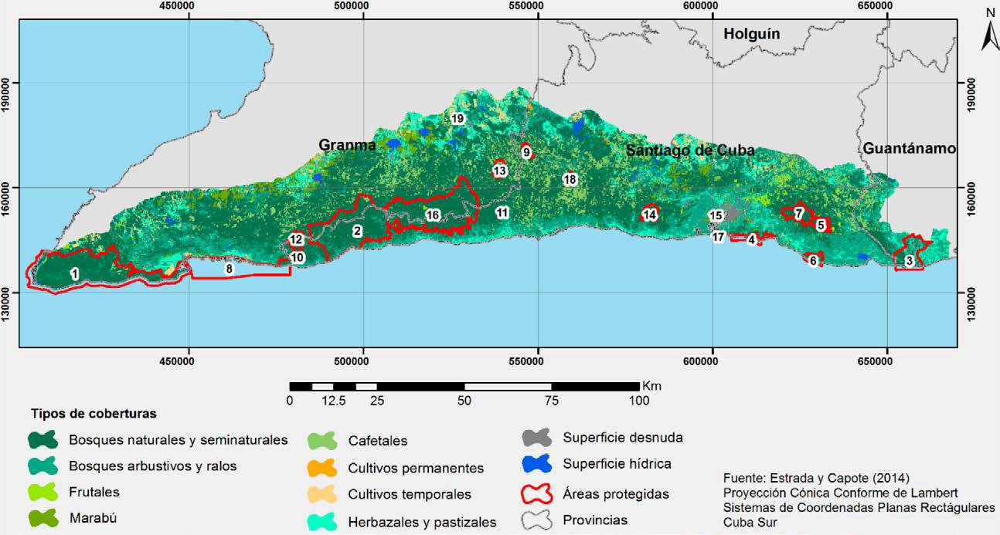 450000 500000 550000 600000 650000
N
Holguín
190000 190000
19
Granma Santiago de Cuba Guantánamo
9
13
18
160000 160000
16 11 14 15 7
2 5
12 17 4
10 6 3
1 8
130000 130000
450000 500000 550000 600000 650000
Km
0 12.5 25 50 75 100
Tipos de coberturas
Bosques naturales y seminaturales
Bosques arbustivos y ralos
Frutales
Marabú
Cafetales
Cultivos permanentes
Cultivos temporales
Herbazales y pastizales
Superficie desnuda
Superficie hídrica
Áreas protegidas
Provincias
Fuente: Estrada y Capote (2014)
Proyección Cónica Conforme de Lambert
Sistemas de Coordenadas Planas Rectágulares
Cuba Sur